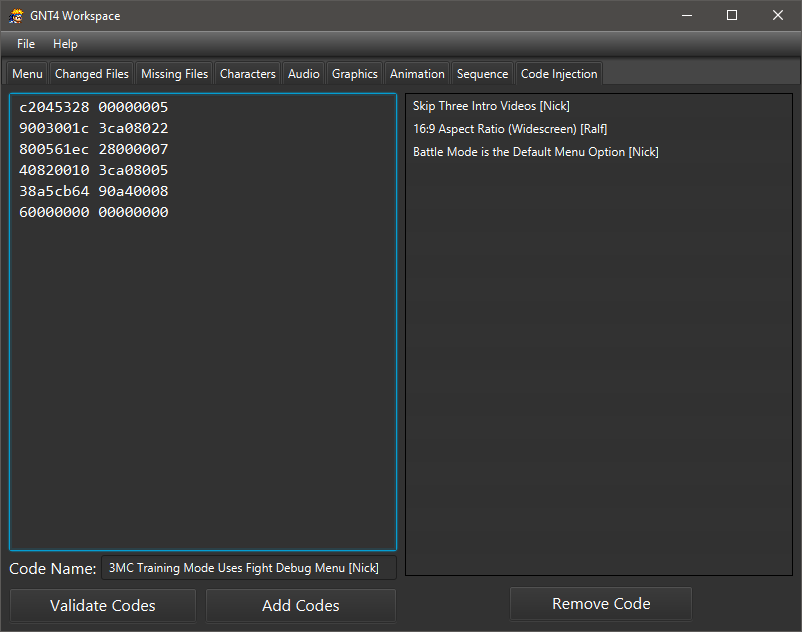 GNT4 Workspace
File Help
Menu Changed Files Missing Files Characters Audio Graphics Animation Sequence Code Injection
c2045328 00000005
9003001c 3ca08022
800561ec 28000007
40820010 3ca08005
38a5cb64 90a40008
60000000 00000000
Skip Three Intro Videos [Nick]
16:9 Aspect Ratio (Widescreen) [Ralf]
Battle Mode is the Default Menu Option [Nick]
Code Name: 3MC Training Mode Uses Fight Debug Menu [Nick]
Validate Codes Add Codes Remove Code